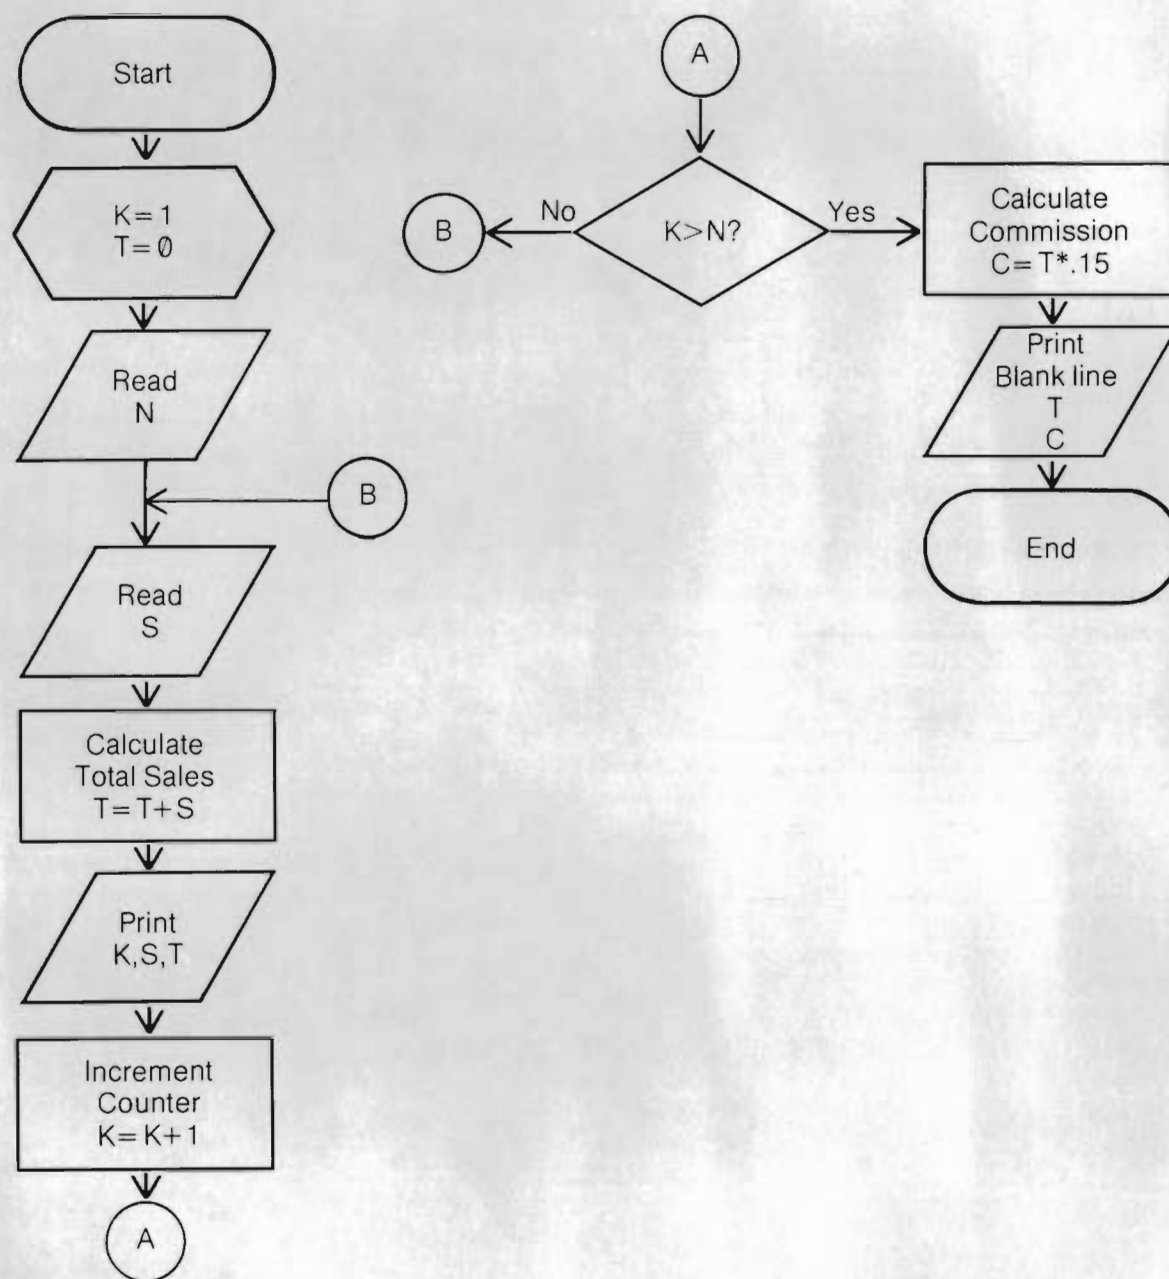 Start
K=1
T=0
Read
N
B
Read
S
Calculate
Total Sales
T=T+S
Print
K,S,T
Increment
Counter
K=K+1
A
A
K>N?
No
B
Yes
Calculate
Commission
C=T*.15
Print
Blank line
T
C
End